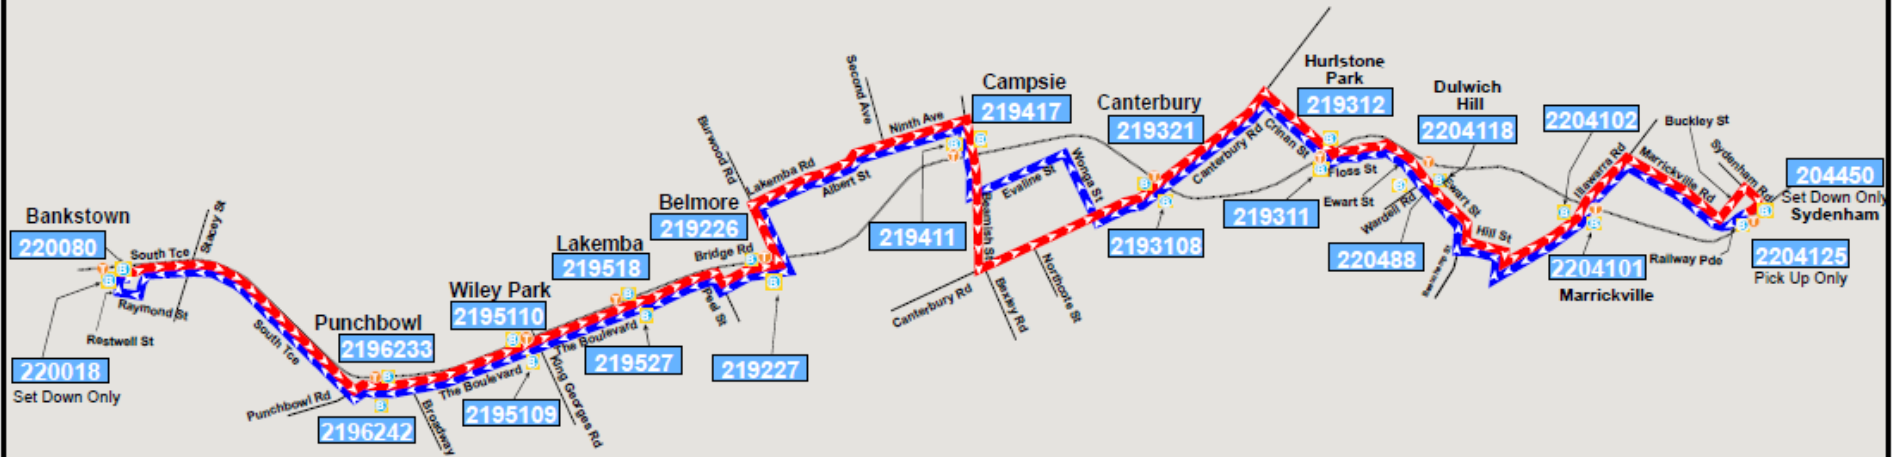 Bankstown
220080
220018
Set Down Only
South Tce
Stacey St
Raymond St
Restwell St
South Tce
Punchbowl
2196233
Punchbowl Rd
2196242
The Boulevard
Broadway
Wiley Park
2195110
2195109
King Georges Rd
The Boulevard
Lakemba
219518
219527
Peel St
Bridge Rd
Belmore
219226
219227
Burwood Rd
Lakemba Rd
Albert St
Second Ave
Ninth Ave
Campsie
219417
219411
Beamish St
Evaline St
Wonga St
Canterbury Rd
Bexley Rd
Northcote St
Canterbury
219321
2193108
Canterbury Rd
Crinan St
Hurlstone
Park
219312
219311
Floss St
Ewart St
Wardell Rd
Dulwich
Hill
2204118
220488
Ewart St
Hill St
2204102
2204101
Marrickville
Illawarra Rd
Marrickville Rd
Buckley St
Sydenham Rd
Railway Pde
204450
Set Down Only
Sydenham
2204125
Pick Up Only